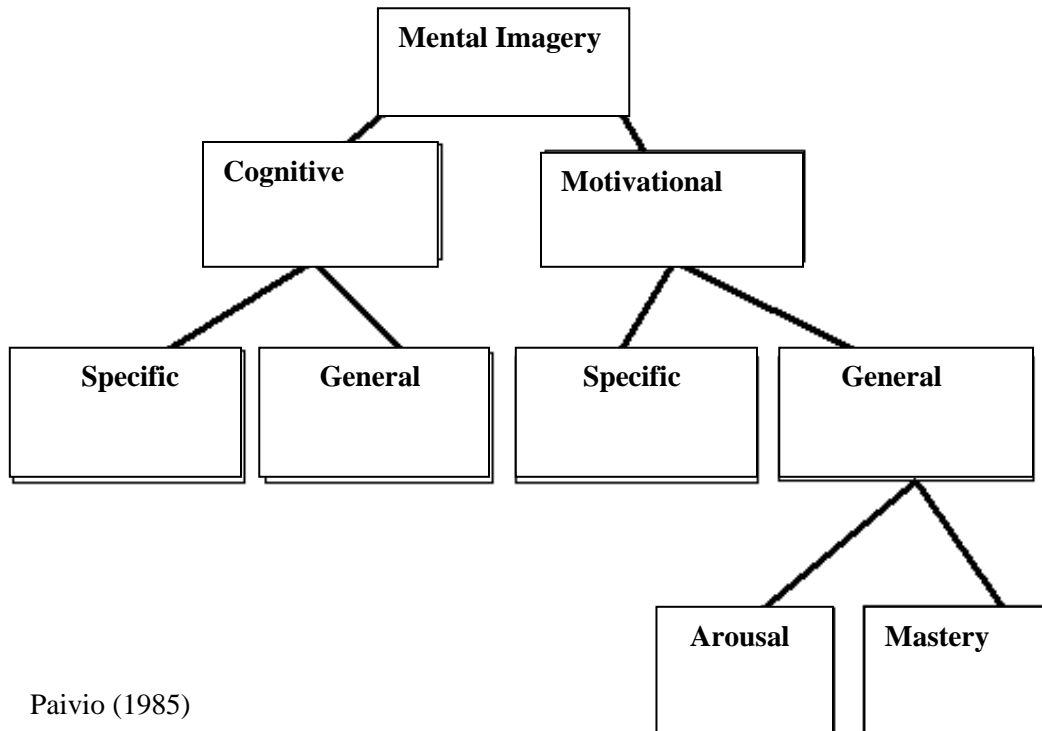 Mental Imagery
Cognitive
Motivational
Specific
General
Specific
General
Arousal
Mastery
Paivio (1985)